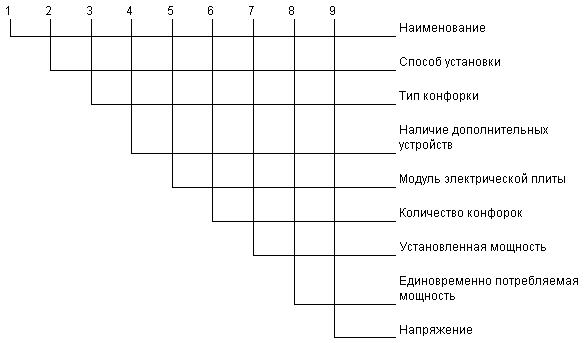 1 2 3 4 5 6 7 8 9
Наименование
Способ установки
Тип конфорки
Наличие дополнительных
устройств
Модуль электрической плиты
Количество конфорок
Установленная мощность
Единовременно потребляемая
мощность
Напряжение